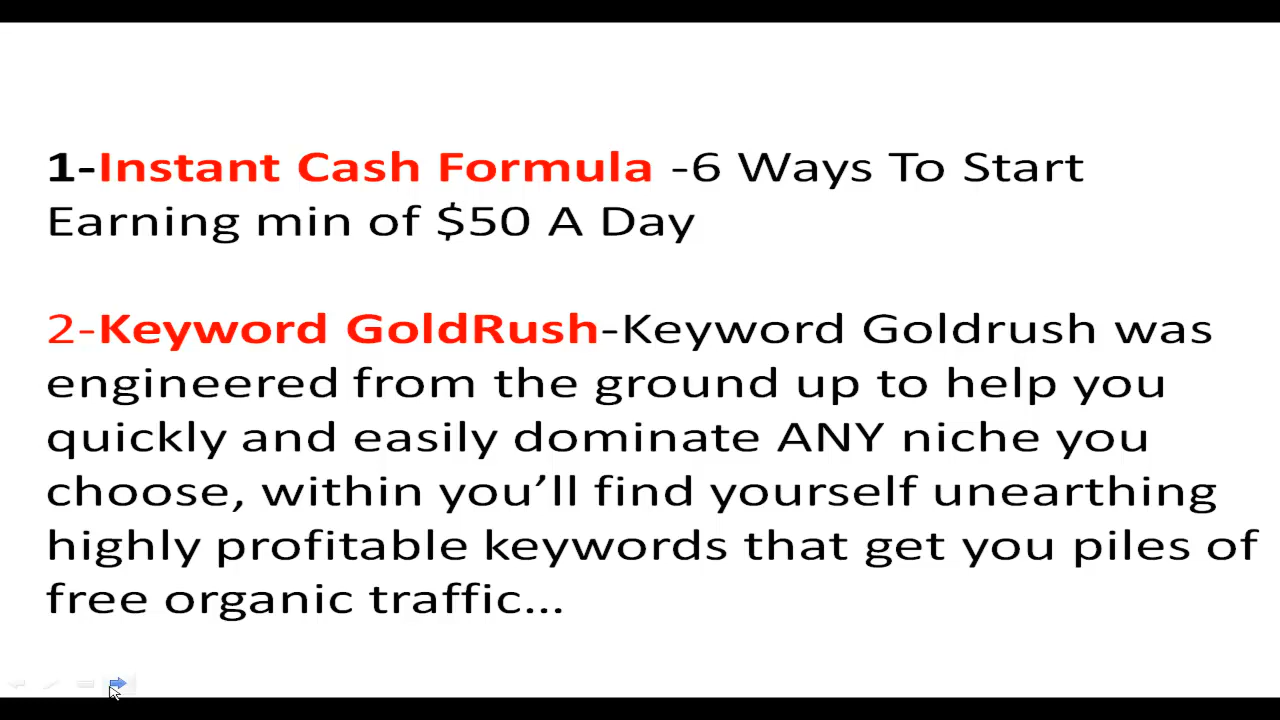 1-Instant Cash Formula -6 Ways To Start
Earning min of $50 A Day
2-Keyword GoldRush-Keyword Goldrush was
engineered from the ground up to help you
quickly and easily dominate ANY niche you
choose, within you’ll find yourself unearthing
highly profitable keywords that get you piles of
free organic traffic...